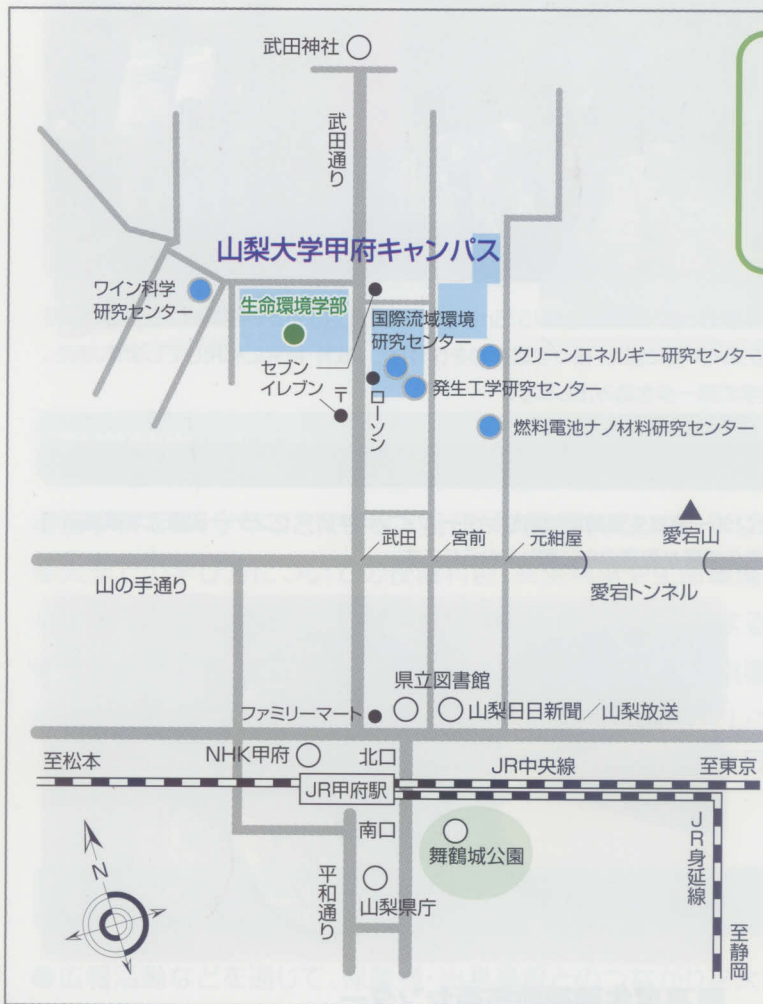 武田神社
武田通り
山梨大学甲府キャンパス
ワイン科学
研究センター
生命環境学部
国際流域環境
研究センター
セブン
イレブン
〒
ローソン
クリーンエネルギー研究センター
発生工学研究センター
燃料電池ナノ材料研究センター
武田
宮前
元紺屋
愛宕山
山の手通り
愛宕トンネル
県立図書館
ファミリーマート
山梨日日新聞／山梨放送
至松本
NHK甲府
北口
JR中央線
至東京
JR甲府駅
南口
舞鶴城公園
JR身延線
平和通り
山梨県庁
至静岡
N